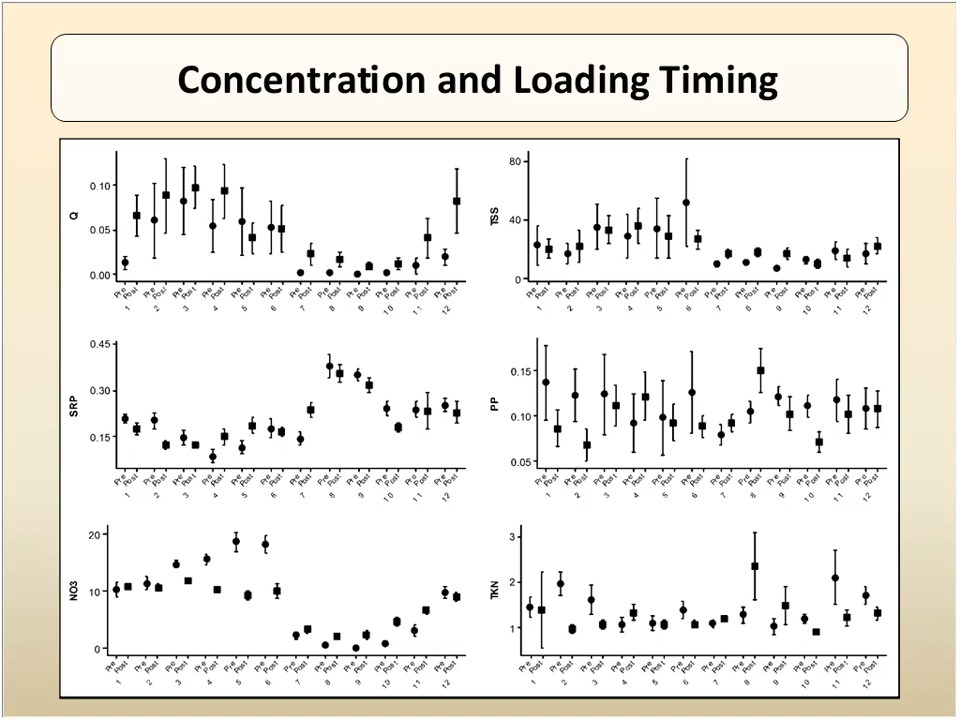 Concentration and Loading Timing
Q
0.10
0.05
0.00
Pre Post Pre Post Pre Post Pre Post Pre Post Pre Post Pre Post Pre Post Pre Post Pre Post Pre Post Pre Post
1 2 3 4 5 6 7 8 9 10 11 12
TSS
80
40
0
Pre Post Pre Post Pre Post Pre Post Pre Post Pre Post Pre Post Pre Post Pre Post Pre Post Pre Post Pre Post
1 2 3 4 5 6 7 8 9 10 11 12
SRP
0.45
0.30
0.15
Pre Post Pre Post Pre Post Pre Post Pre Post Pre Post Pre Post Pre Post Pre Post Pre Post Pre Post Pre Post
1 2 3 4 5 6 7 8 9 10 11 12
PP
0.15
0.10
0.05
Pre Post Pre Post Pre Post Pre Post Pre Post Pre Post Pre Post Pre Post Pre Post Pre Post Pre Post Pre Post
1 2 3 4 5 6 7 8 9 10 11 12
NO3
20
10
0
Pre Post Pre Post Pre Post Pre Post Pre Post Pre Post Pre Post Pre Post Pre Post Pre Post Pre Post Pre Post
1 2 3 4 5 6 7 8 9 10 11 12
TKN
3
2
1
Pre Post Pre Post Pre Post Pre Post Pre Post Pre Post Pre Post Pre Post Pre Post Pre Post Pre Post Pre Post
1 2 3 4 5 6 7 8 9 10 11 12